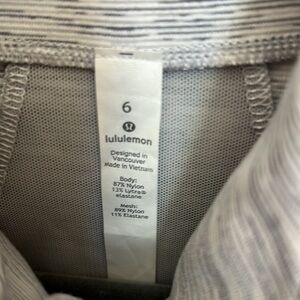 6
lululemon
Designed in
Vancouver
Made in Vietnam
Body:
87% Nylon
13% Lycra®
elastane
Mesh:
89% Nylon
11% Elastane